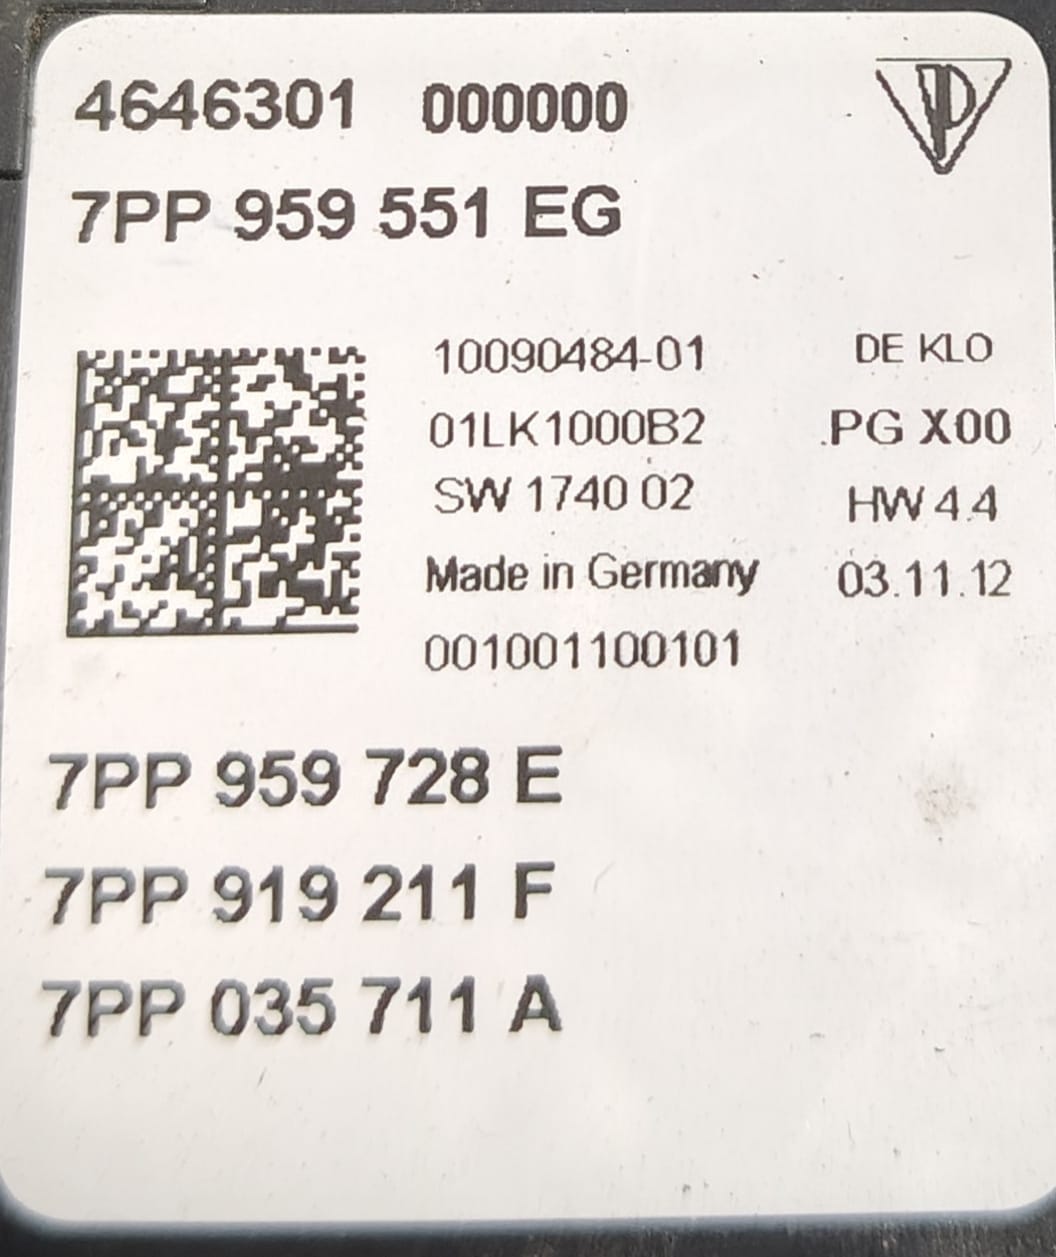 4646301 000000
7PP 959 551 EG
10090484-01 DE KLO
01LK1000B2 PG X00
SW 1740 02 HW 4.4
Made in Germany 03.11.12
001001100101
7PP 959 728 E
7PP 919 211 F
7PP 035 711 A